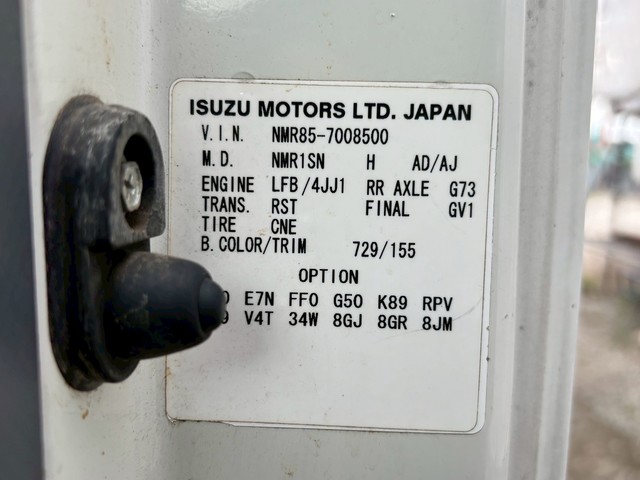 ISUZU MOTORS LTD. JAPAN
V.I.N. NMR85-7008500
M.D. NMR1SN H AD/AJ
ENGINE LFB/4JJ1 RR AXLE G73
TRANS. RST FINAL GV1
TIRE CNE
B.COLOR/TRIM 729/155
OPTION
E7N FF0 G50 K89 RPV
V4T 34W 8GJ 8GR 8JM